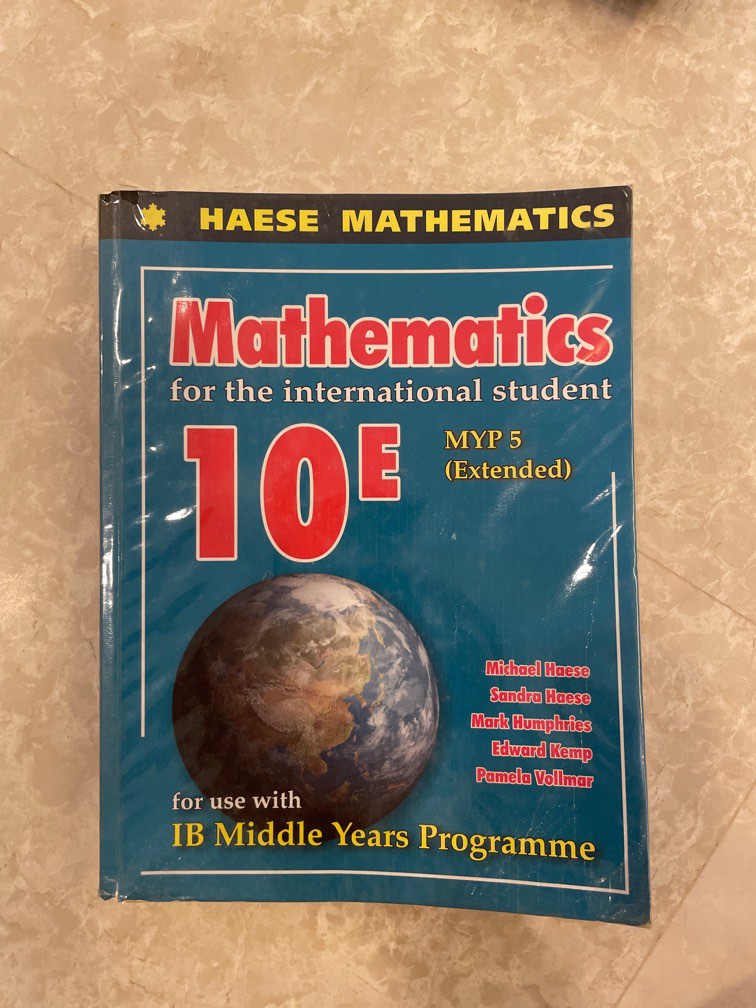 HAESE MATHEMATICS
Mathematics
for the international student
10E
MYP 5
(Extended)
Michael Haese
Sandra Haese
Mark Humphries
Edward Kemp
Pamela Vollmar
for use with
IB Middle Years Programme